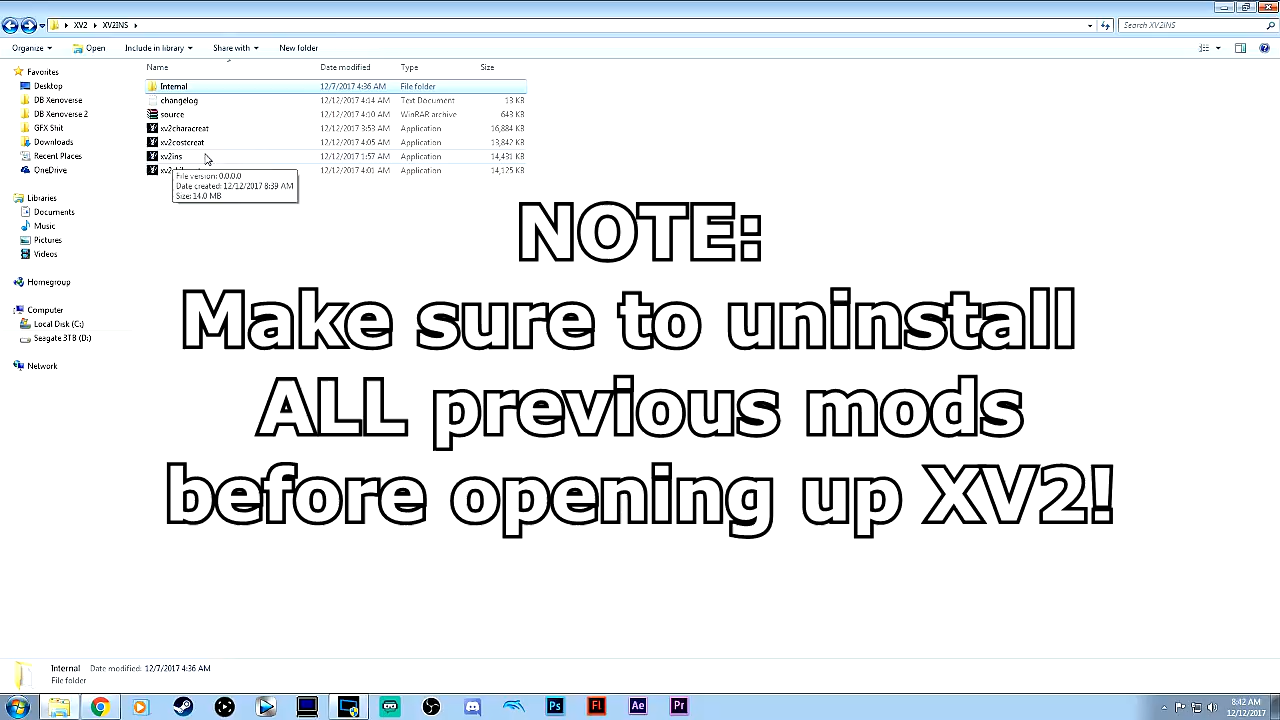 XV2 XV2INS
Search XV2INS
Organize Open Include in library Share with New folder
Name Date modified Type Size
Favorites
Desktop
DB Xenoverse
DB Xenoverse 2
GFX Shit
Downloads
Recent Places
OneDrive
Libraries
Documents
Music
Pictures
Videos
Homegroup
Computer
Local Disk (C:)
Seagate 3TB (D:)
Network
Internal 12/7/2017 4:36 AM File folder
changelog 12/12/2017 4:14 AM Text Document 13 KB
source 12/12/2017 4:10 AM WinRAR archive 643 KB
xv2characreat 12/12/2017 3:53 AM Application 16,884 KB
xv2costcreat 12/12/2017 4:05 AM Application 13,842 KB
xv2ins 12/12/2017 1:57 AM Application 14,431 KB
12/12/2017 4:01 AM Application 14,125 KB
File version: 0.0.0.0
Date created: 12/12/2017 8:39 AM
Size: 14.0 MB
NOTE:
Make sure to uninstall
ALL previous mods
before opening up XV2!
Internal Date modified: 12/7/2017 4:36 AM
File folder
Ps Fl Ae Pr
8:42 AM
12/12/2017